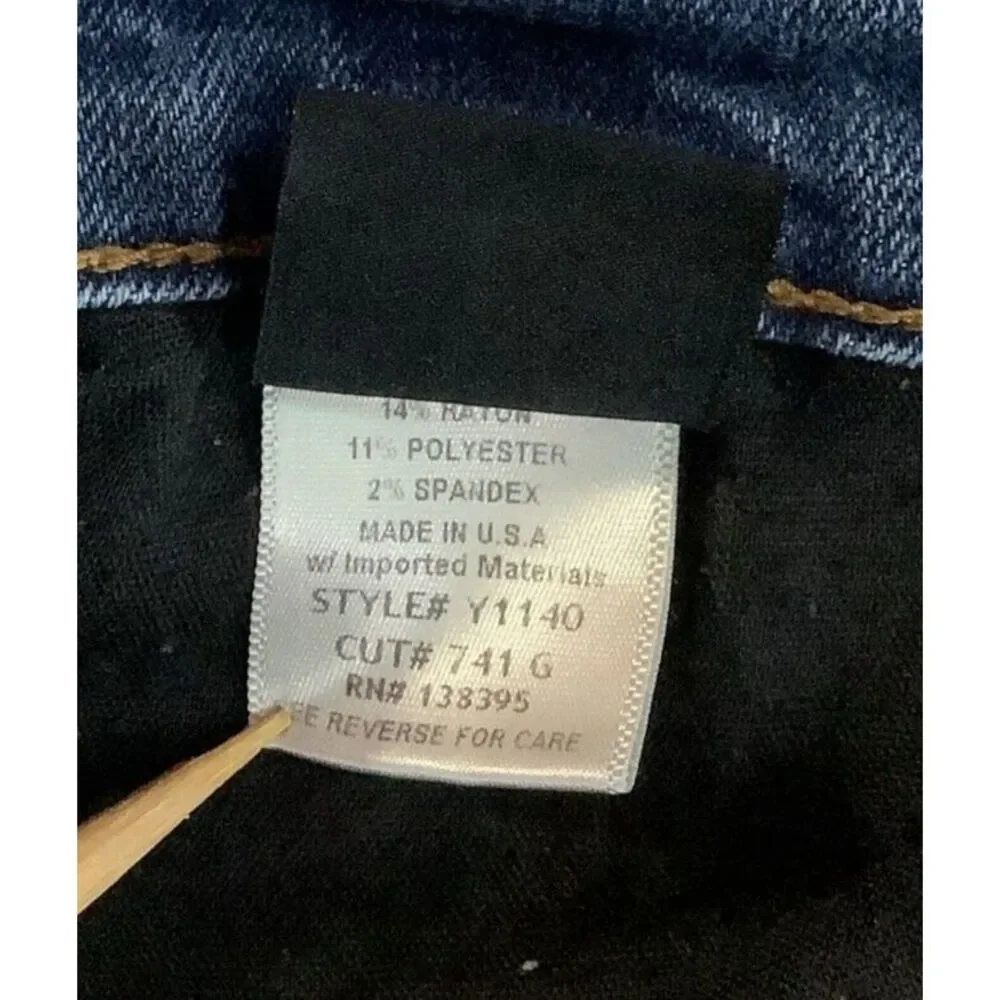 14% RAYON
11% POLYESTER
2% SPANDEX
MADE IN U.S.A
w/ Imported Materials
STYLE# Y1140
CUT# 741 G
RN# 138395
SEE REVERSE FOR CARE